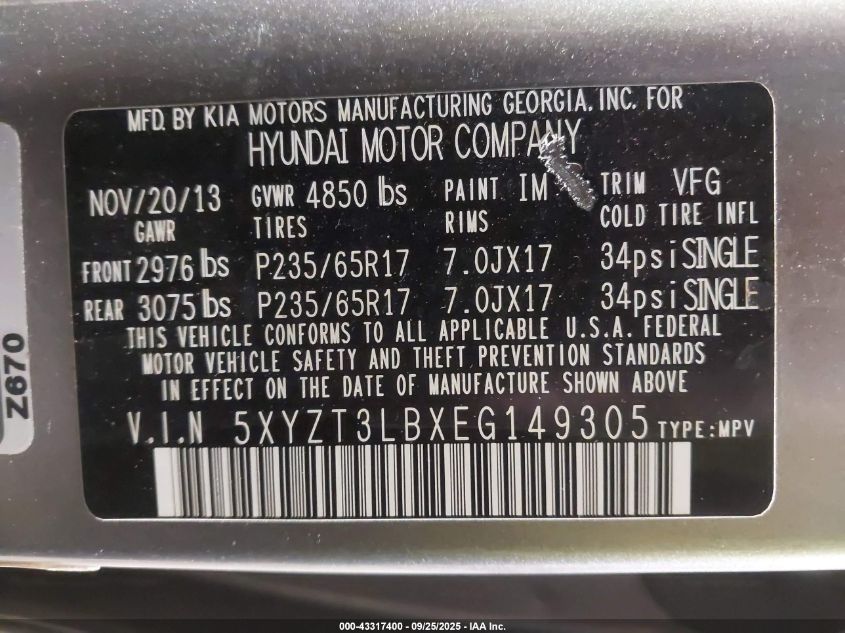 MFD. BY KIA MOTORS MANUFACTURING GEORGIA, INC. FOR
HYUNDAI MOTOR COMPANY
NOV/20/13 GVWR 4850 lbs PAINT IM TRIM VFG
GAWR TIRES RIMS COLD TIRE INFL
FRONT 2976 lbs P235/65R17 7.0JX17 34psi SINGLE
REAR 3075 lbs P235/65R17 7.0JX17 34psi SINGLE
THIS VEHICLE CONFORMS TO ALL APPLICABLE U.S.A. FEDERAL
MOTOR VEHICLE SAFETY AND THEFT PREVENTION STANDARDS
IN EFFECT ON THE DATE OF MANUFACTURE SHOWN ABOVE
V.I.N 5XYZT3LBXEG149305 TYPE:MPV
Z670
000-43317400 - 09/25/2025 - IAA Inc.